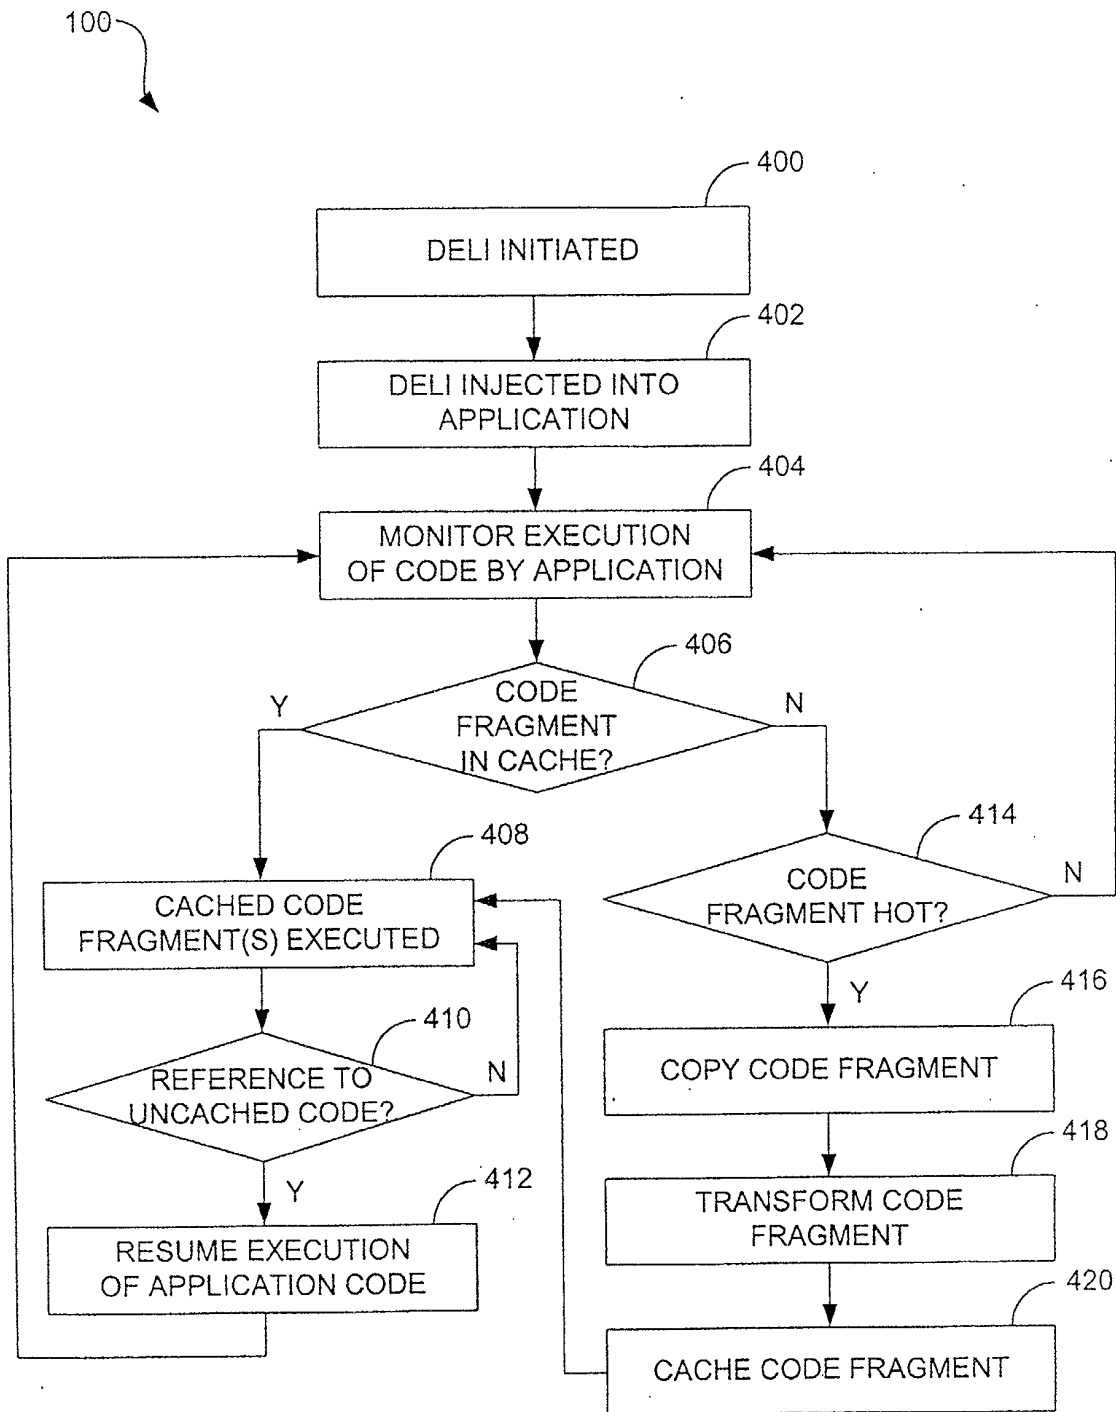 100
400
DELI INITIATED
402
DELI INJECTED INTO
APPLICATION
404
MONITOR EXECUTION
OF CODE BY APPLICATION
406
Y
CODE
FRAGMENT
IN CACHE?
N
408
CACHED CODE
FRAGMENT(S) EXECUTED
414
CODE
FRAGMENT HOT?
N
Y
410
REFERENCE TO
UNCACHED CODE?
N
Y
416
COPY CODE FRAGMENT
412
RESUME EXECUTION
OF APPLICATION CODE
418
TRANSFORM CODE
FRAGMENT
420
CACHE CODE FRAGMENT